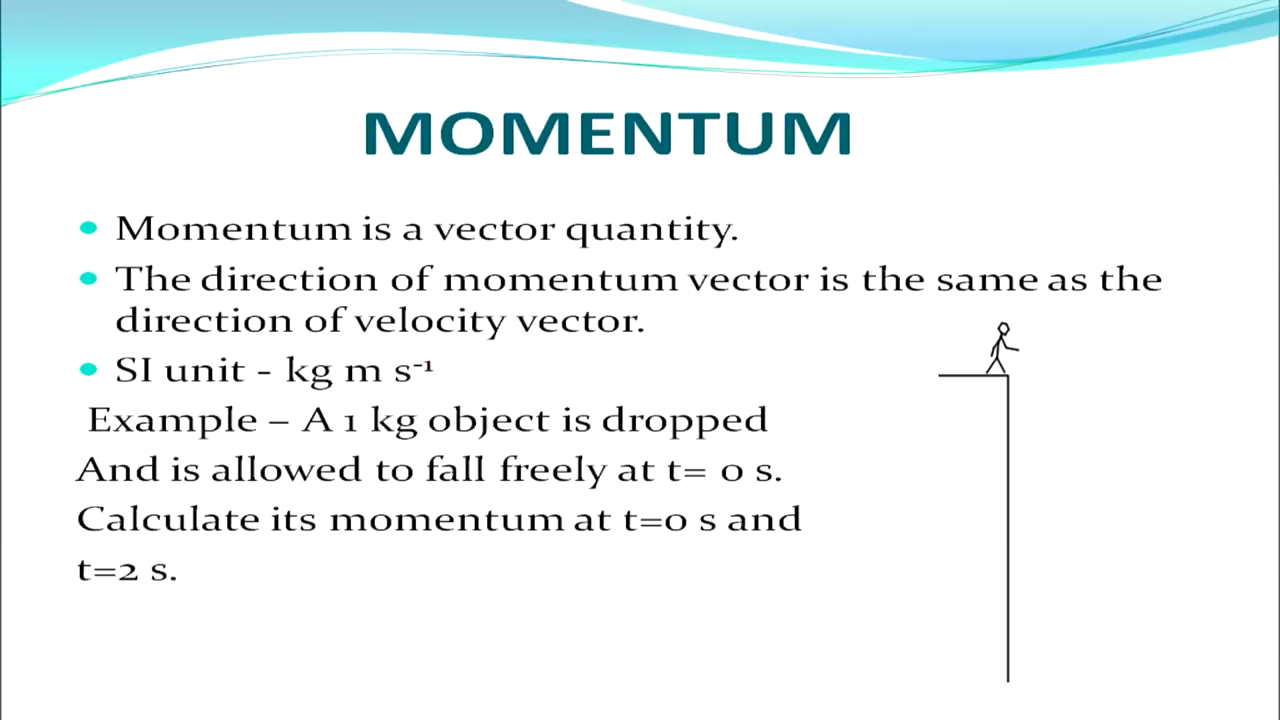 MOMENTUM
Momentum is a vector quantity.
The direction of momentum vector is the same as the
direction of velocity vector.
SI unit - kg m s⁻¹
Example – A 1 kg object is dropped
And is allowed to fall freely at t= 0 s.
Calculate its momentum at t=0 s and
t=2 s.